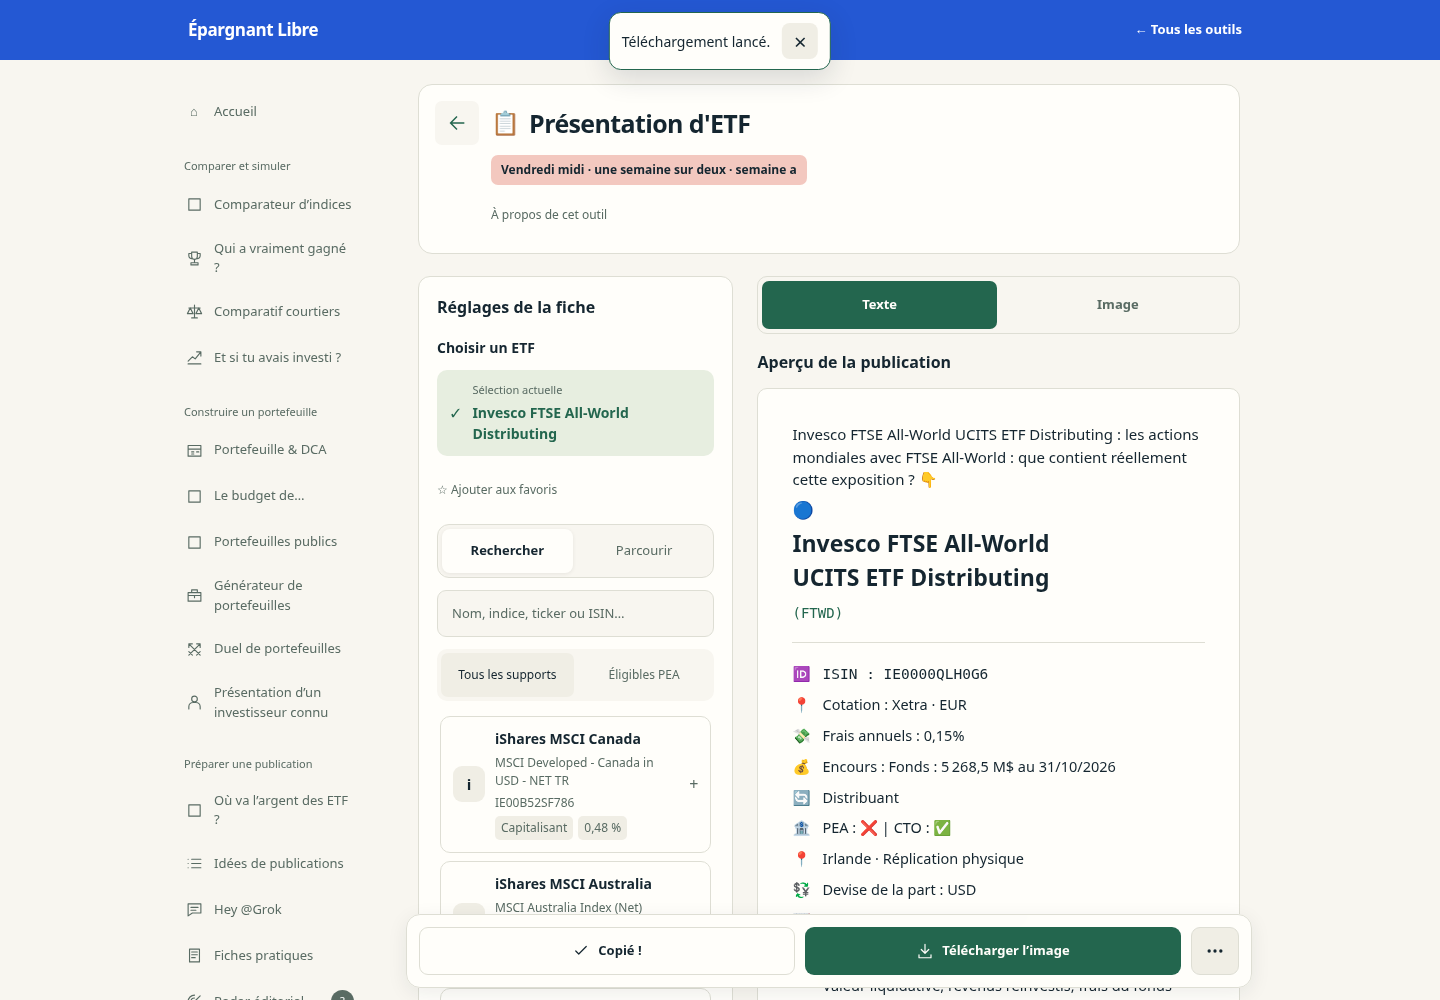 Épargnant Libre
Téléchargement lancé.
← Tous les outils
Accueil
Comparer et simuler
Comparateur d’indices
Qui a vraiment gagné
?
Comparatif courtiers
Et si tu avais investi ?
Construire un portefeuille
Portefeuille & DCA
Le budget de…
Portefeuilles publics
Générateur de
portefeuilles
Duel de portefeuilles
Présentation d’un
investisseur connu
Préparer une publication
Où va l’argent des ETF
?
Idées de publications
Hey @Grok
Fiches pratiques
Présentation d'ETF
Vendredi midi · une semaine sur deux · semaine a
À propos de cet outil
Réglages de la fiche
Choisir un ETF
Sélection actuelle
✓ Invesco FTSE All-World
Distributing
☆ Ajouter aux favoris
Rechercher
Parcourir
Nom, indice, ticker ou ISIN…
Tous les supports
Éligibles PEA
iShares MSCI Canada
MSCI Developed - Canada in
USD - NET TR
i
+
IE00B52SF786
Capitalisant
0,48 %
iShares MSCI Australia
MSCI Australia Index (Net)
Texte
Image
Aperçu de la publication
Invesco FTSE All-World UCITS ETF Distributing : les actions
mondiales avec FTSE All-World : que contient réellement
cette exposition ? 👇
🔵
Invesco FTSE All-World
UCITS ETF Distributing
(FTWD)
🆔 ISIN : IE0000QLH0G6
📍 Cotation : Xetra · EUR
💸 Frais annuels : 0,15%
💰 Encours : Fonds : 5 268,5 M$ au 31/10/2026
🔄 Distribuant
🏦 PEA : ❌ | CTO : ✅
📍 Irlande · Réplication physique
💱 Devise de la part : USD
Copié !
Télécharger l’image